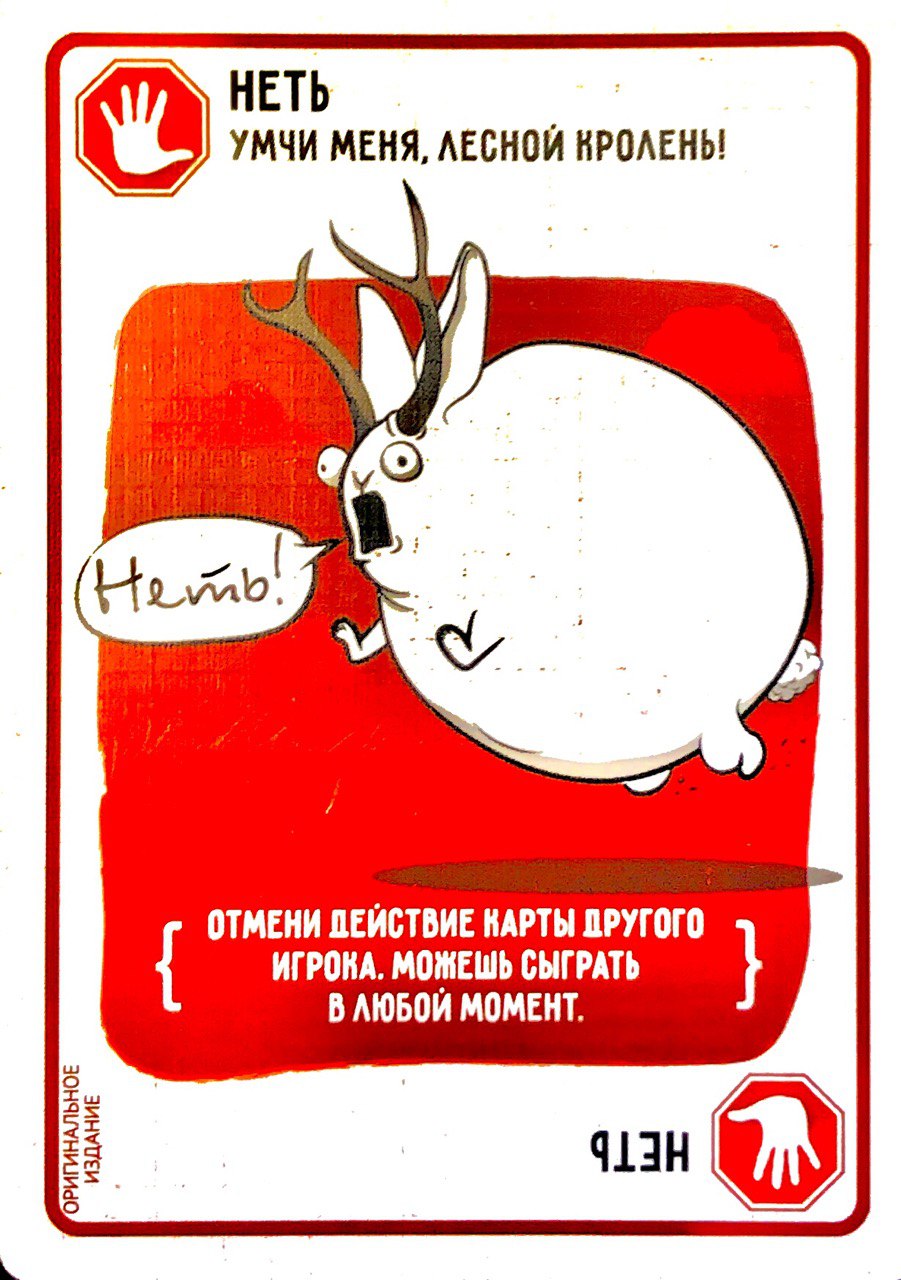 НЕТЬ
УМЧИ МЕНЯ, ЛЕСНОЙ КРОЛЕНЬ!
Неть!
ОТМЕНИ ДЕЙСТВИЕ КАРТЫ ДРУГОГО
ИГРОКА. МОЖЕШЬ СЫГРАТЬ
В ЛЮБОЙ МОМЕНТ.
ОРИГИНАЛЬНОЕ
ИЗДАНИЕ
НЕТЬ